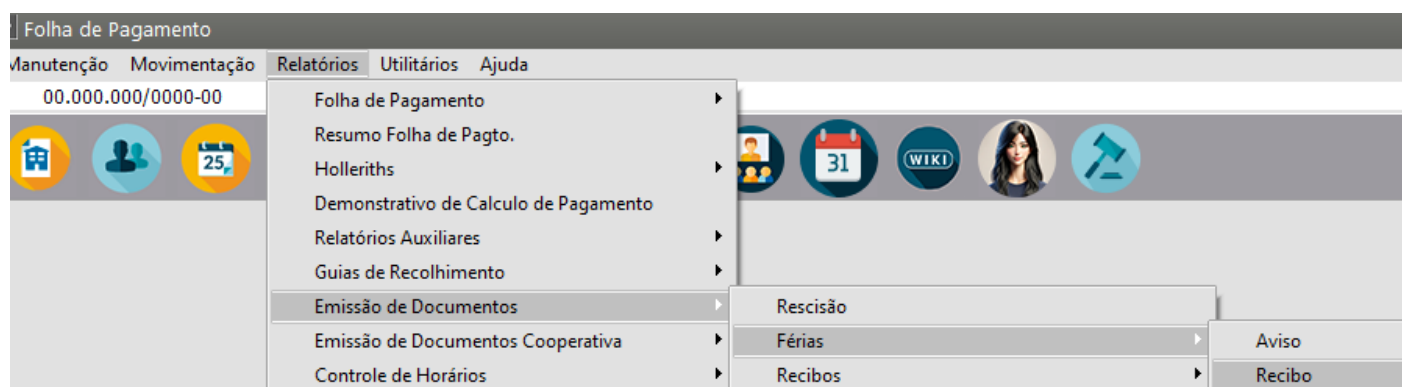 Folha de Pagamento
Manutenção Movimentação Relatórios Utilitários Ajuda
00.000.000/0000-00
Folha de Pagamento
Resumo Folha de Pagto.
Holleriths
Demonstrativo de Calculo de Pagamento
Relatórios Auxiliares
Guias de Recolhimento
Emissão de Documentos
Emissão de Documentos Cooperativa
Controle de Horários
25
31
WIKI
Rescisão
Férias
Recibos
Aviso
Recibo